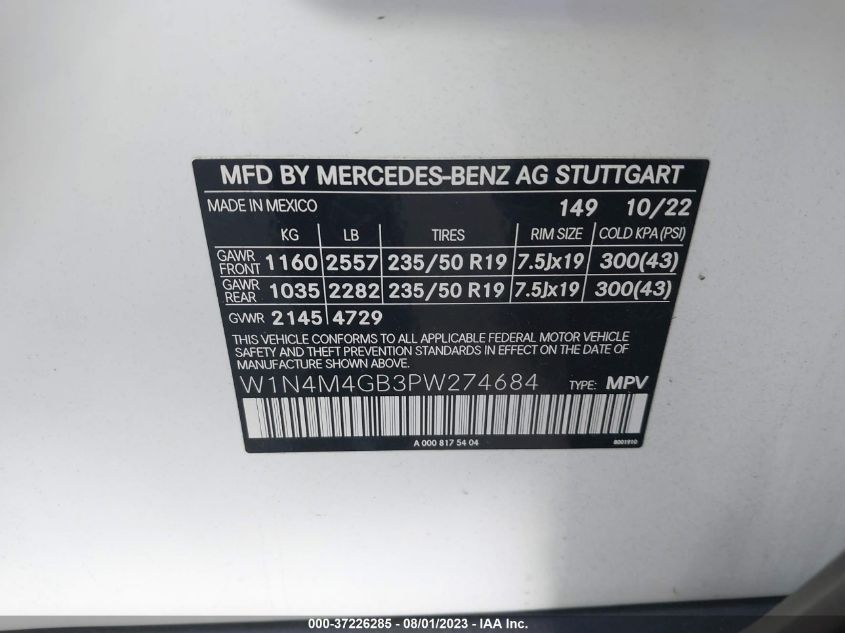 MFD BY MERCEDES-BENZ AG STUTTGART
MADE IN MEXICO 149 10/22
KG LB TIRES RIM SIZE COLD KPA(PSI)
GAWR FRONT 1160 2557 235/50 R19 7.5Jx19 300(43)
GAWR REAR 1035 2282 235/50 R19 7.5Jx19 300(43)
GVWR 2145 4729
THIS VEHICLE CONFORMS TO ALL APPLICABLE FEDERAL MOTOR VEHICLE
SAFETY AND THEFT PREVENTION STANDARDS IN EFFECT ON THE DATE OF
MANUFACTURE SHOWN ABOVE.
W1N4M4GB3PW274684 TYPE: MPV
A 000 817 54 04 8001910
000-37226285 - 08/01/2023 - IAA Inc.